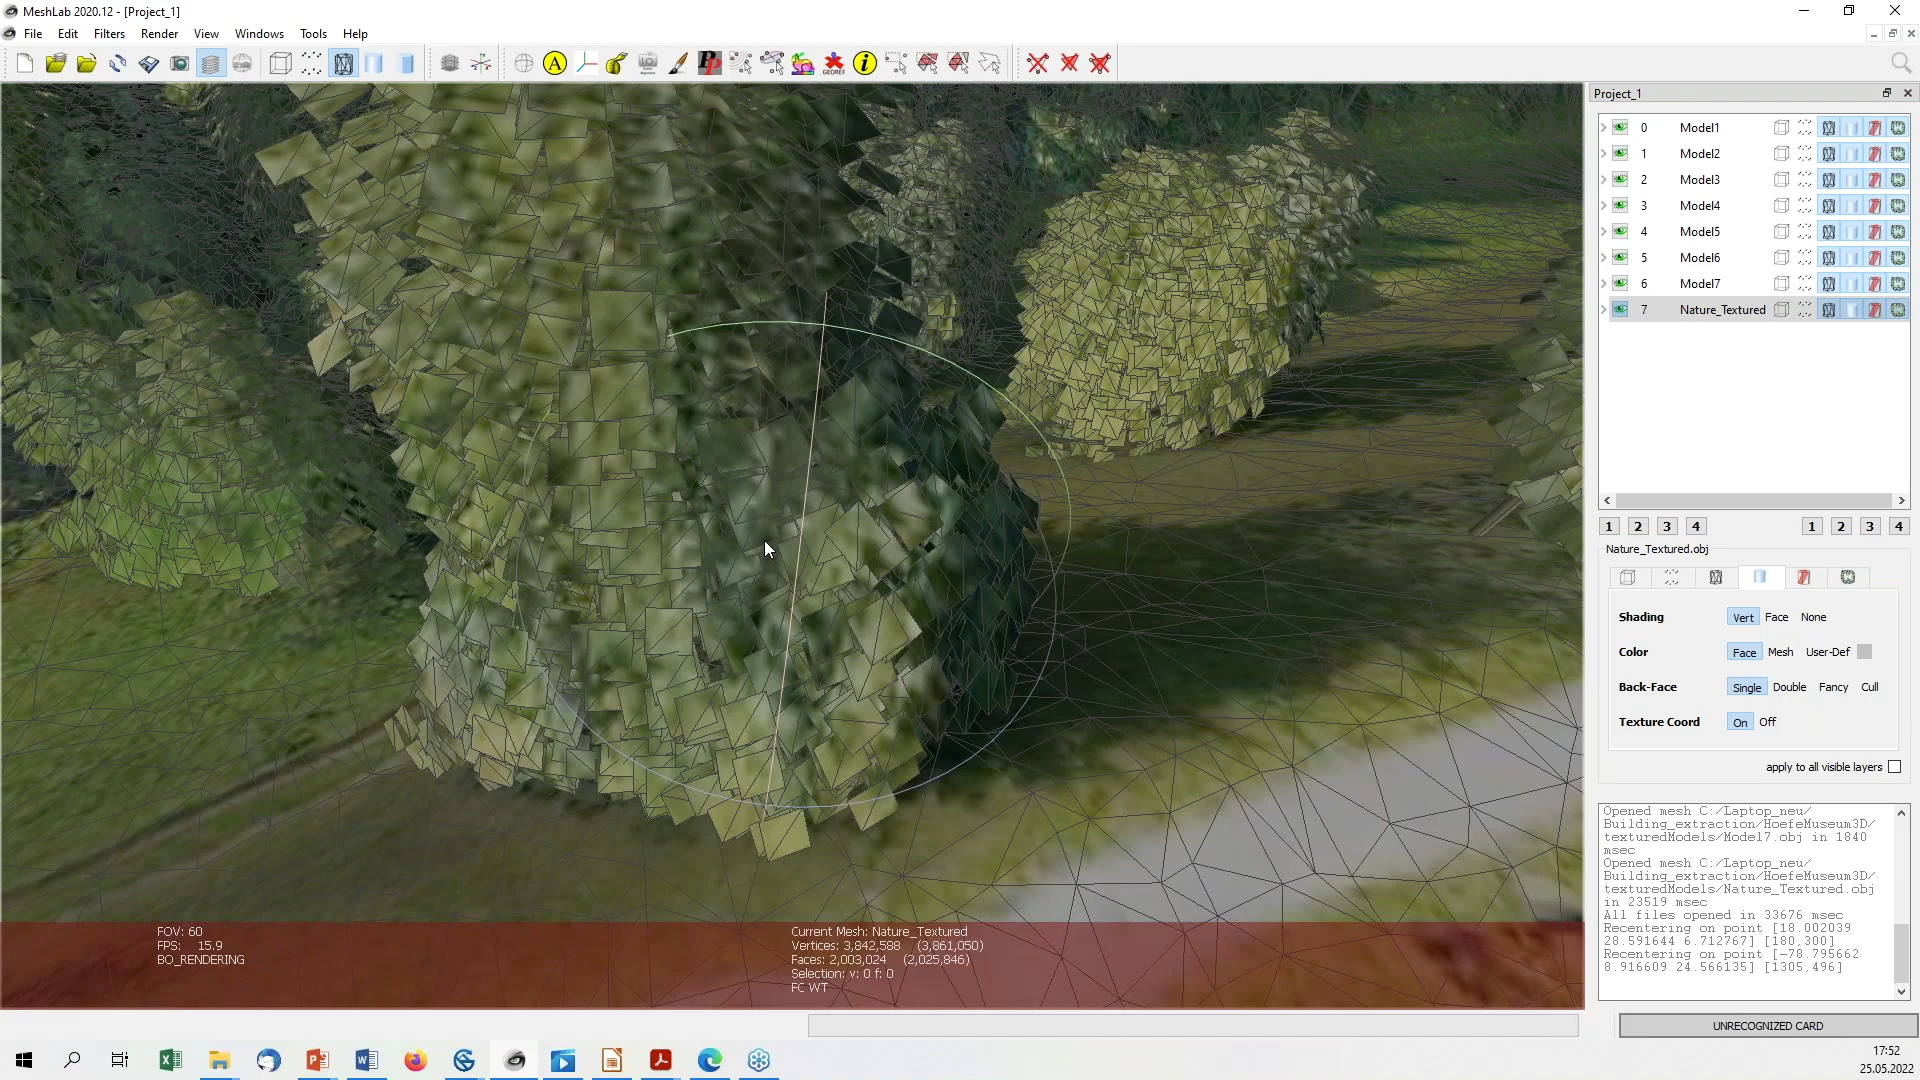 MeshLab 2020.12 - [Project_1]
File Edit Filters Render View Windows Tools Help
A
PP
GEOREF
i
Project_1
0 Model1
1 Model2
2 Model3
3 Model4
4 Model5
5 Model6
6 Model7
7 Nature_Textured
1 2 3 4 1 2 3 4
Nature_Textured.obj
Shading Vert Face None
Color Face Mesh User-Def
Back-Face Single Double Fancy Cull
Texture Coord On Off
apply to all visible layers
Opened mesh C:/Laptop_neu/
Building_extraction/HoefeMuseum3D/
texturedModels/Model7.obj in 1840
msec
Opened mesh C:/Laptop_neu/
Building_extraction/HoefeMuseum3D/
texturedModels/Nature_Textured.obj
in 23519 msec
All files opened in 33676 msec
Recentering on point [18.002039
28.591644 6.712767] [180,300]
Recentering on point [-78.795662
8.916609 24.566135] [1305,496]
FOV: 60
FPS: 15.9
BO_RENDERING
Current Mesh: Nature_Textured
Vertices: 3,842,588 (3,861,050)
Faces: 2,003,024 (2,025,846)
Selection: v: 0 f: 0
FC WT
UNRECOGNIZED CARD
17:52
25.05.2022